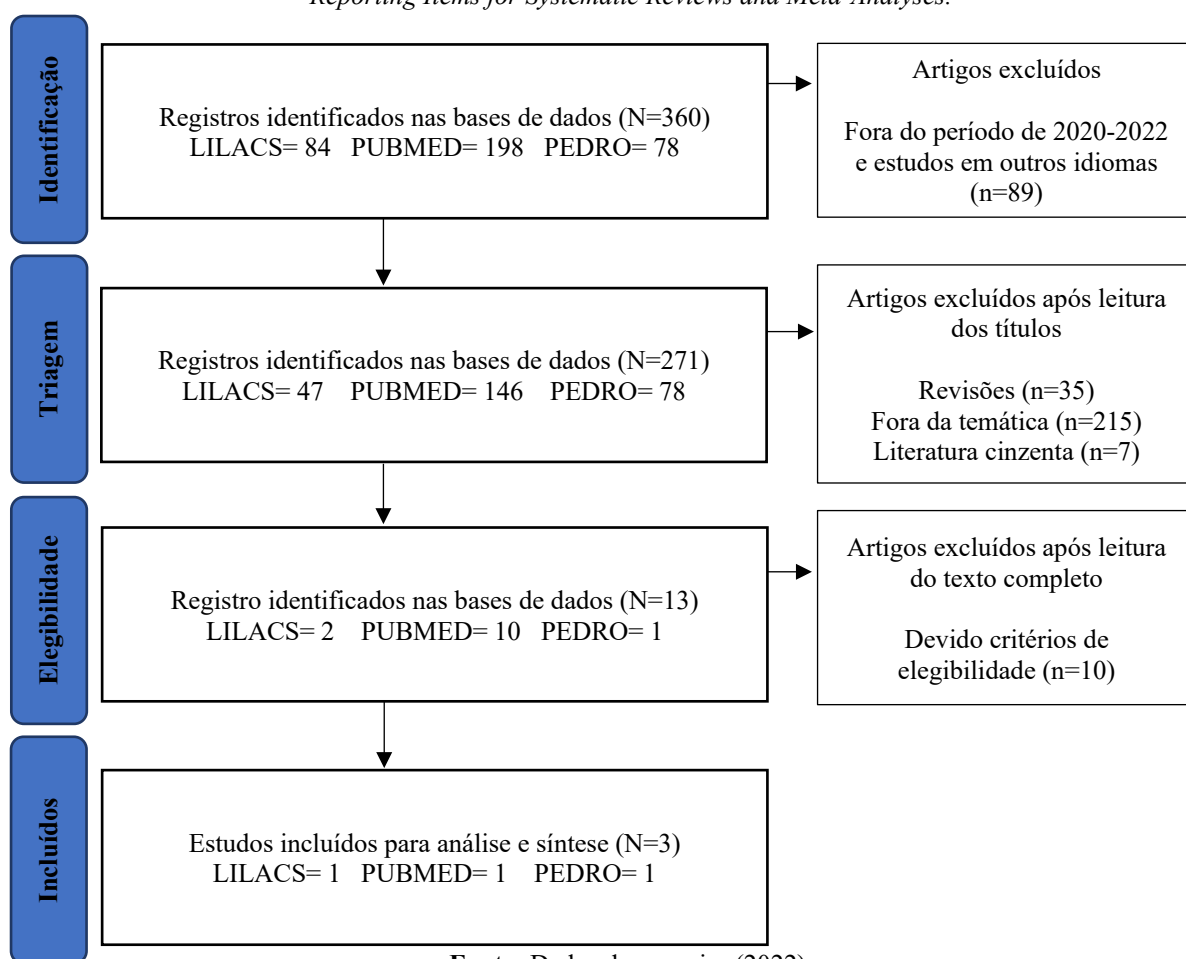 Reporting Items for Systematic Reviews and Meta-Analyses.
Identificação
Registros identificados nas bases de dados (N=360)
LILACS= 84 PUBMED= 198 PEDRO= 78
Artigos excluídos
Fora do período de 2020-2022
e estudos em outros idiomas
(n=89)
Triagem
Registros identificados nas bases de dados (N=271)
LILACS= 47 PUBMED= 146 PEDRO= 78
Artigos excluídos após leitura
dos títulos
Revisões (n=35)
Fora da temática (n=215)
Literatura cinzenta (n=7)
Elegibilidade
Registro identificados nas bases de dados (N=13)
LILACS= 2 PUBMED= 10 PEDRO= 1
Artigos excluídos após leitura
do texto completo
Devido critérios de
elegibilidade (n=10)
Incluídos
Estudos incluídos para análise e síntese (N=3)
LILACS= 1 PUBMED= 1 PEDRO= 1
(2022)